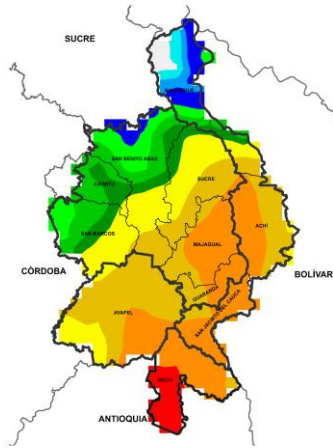 SUCRE
MAGANGUÉ
SAN BENITO ABAD
CAIMITO
SUCRE
SAN MARCOS
MAJAGUAL
ACHÍ
CÓRDOBA
BOLÍVAR
GUARANDA
SAN JACINTO DEL CAUCA
AYAPEL
NECHÍ
ANTIOQUIA